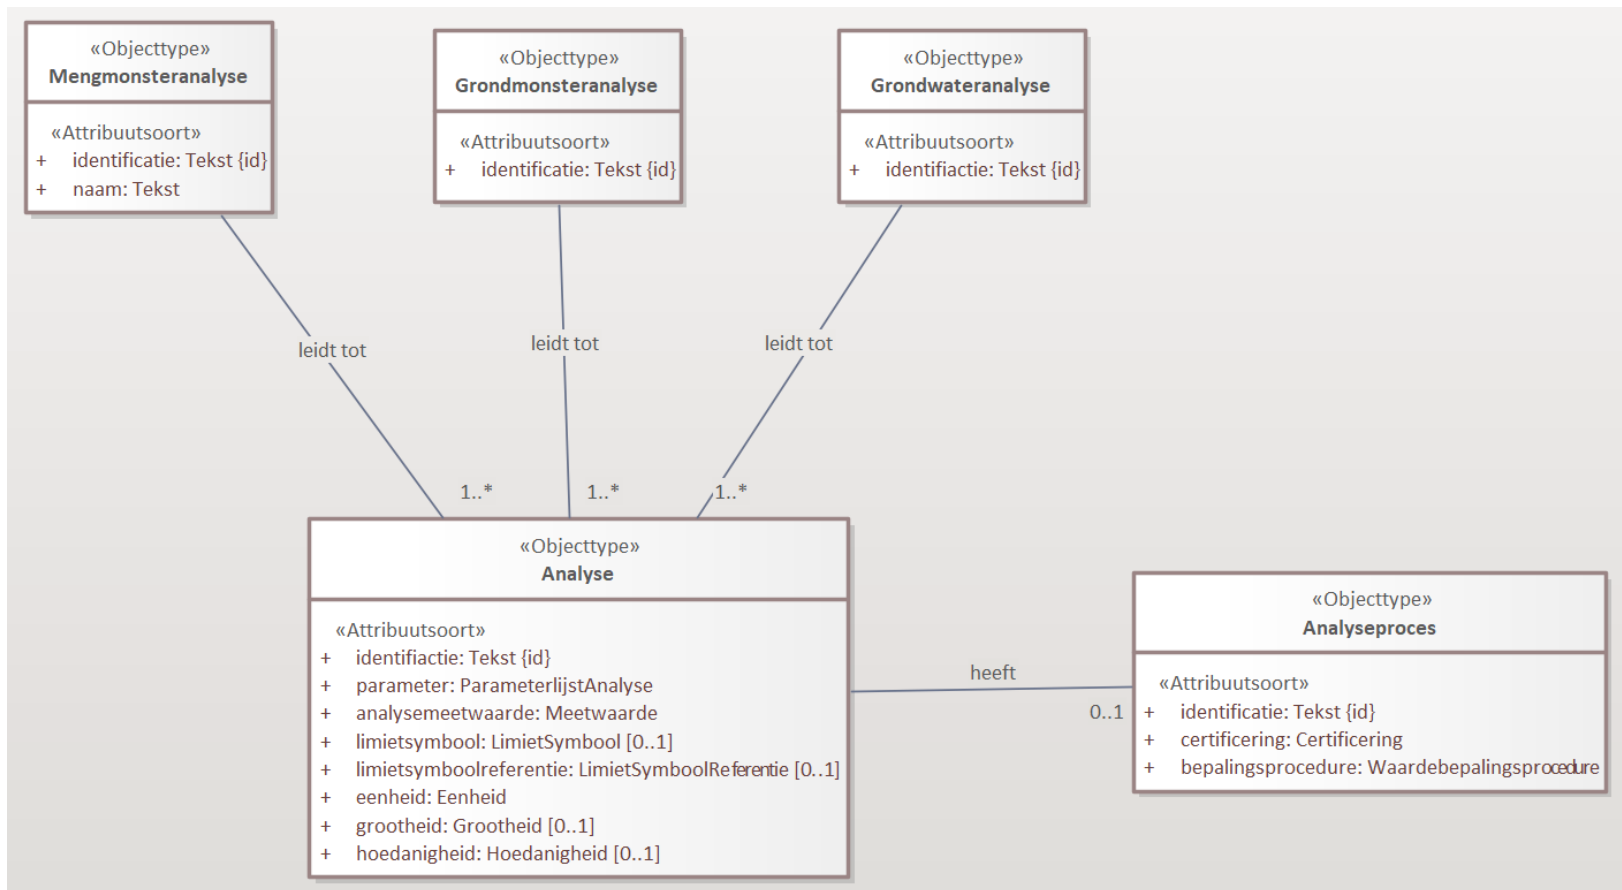 «Objecttype»
Mengmonsteranalyse
«Attribuutsoort»
+ identificatie: Tekst {id}
+ naam: Tekst
«Objecttype»
Grondmonsteranalyse
«Attribuutsoort»
+ identificatie: Tekst {id}
«Objecttype»
Grondwateranalyse
«Attribuutsoort»
+ identifiactie: Tekst {id}
leidt tot
leidt tot
leidt tot
1..*
1..*
1..*
«Objecttype»
Analyse
«Attribuutsoort»
+ identifiactie: Tekst {id}
+ parameter: ParameterlijstAnalyse
+ analysemeetwaarde: Meetwaarde
+ limietsymbool: LimietSymbool [0..1]
+ limietsymboolreferentie: LimietSymboolReferentie [0..1]
+ eenheid: Eenheid
+ grootheid: Grootheid [0..1]
+ hoedanigheid: Hoedanigheid [0..1]
heeft
0..1
«Objecttype»
Analyseproces
«Attribuutsoort»
+ identificatie: Tekst {id}
+ certificering: Certificering
+ bepalingsprocedure: Waardebepalingsprocedure